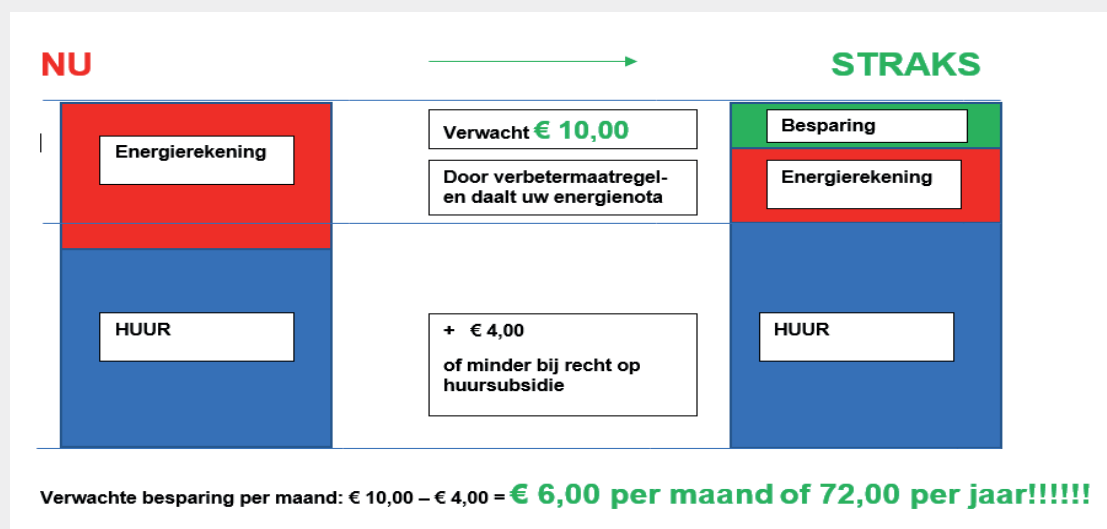 NU
STRAKS
Energierekening
Verwacht € 10,00
Door verbetermaatregel-
en daalt uw energienota
Besparing
Energierekening
HUUR
+ € 4,00
of minder bij recht op
huursubsidie
HUUR
Verwachte besparing per maand: € 10,00 – € 4,00 = € 6,00 per maand of 72,00 per jaar!!!!!!